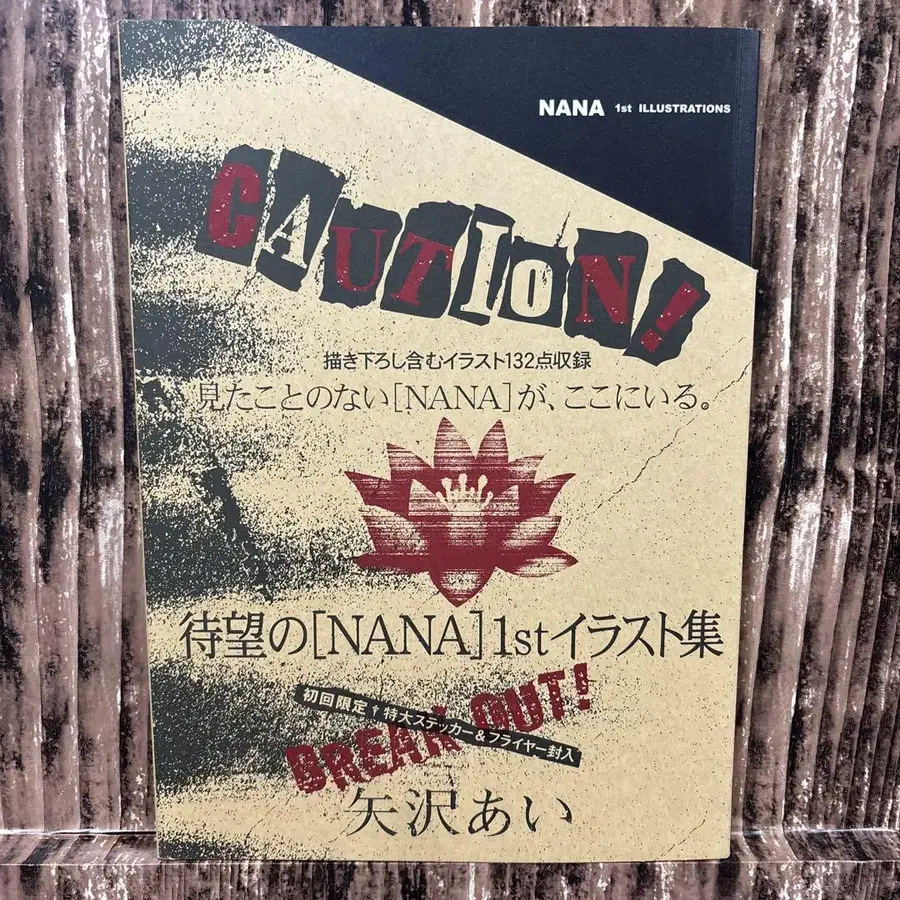 NANA 1st ILLUSTRATIONS
CAUTION!
描き下ろし含むイラスト132点収録
見たことのない[NANA]が、ここにいる。
待望の[NANA]1stイラスト集
初回限定†特大ステッカー&フライヤー封入
BREAK OUT!
矢沢あい